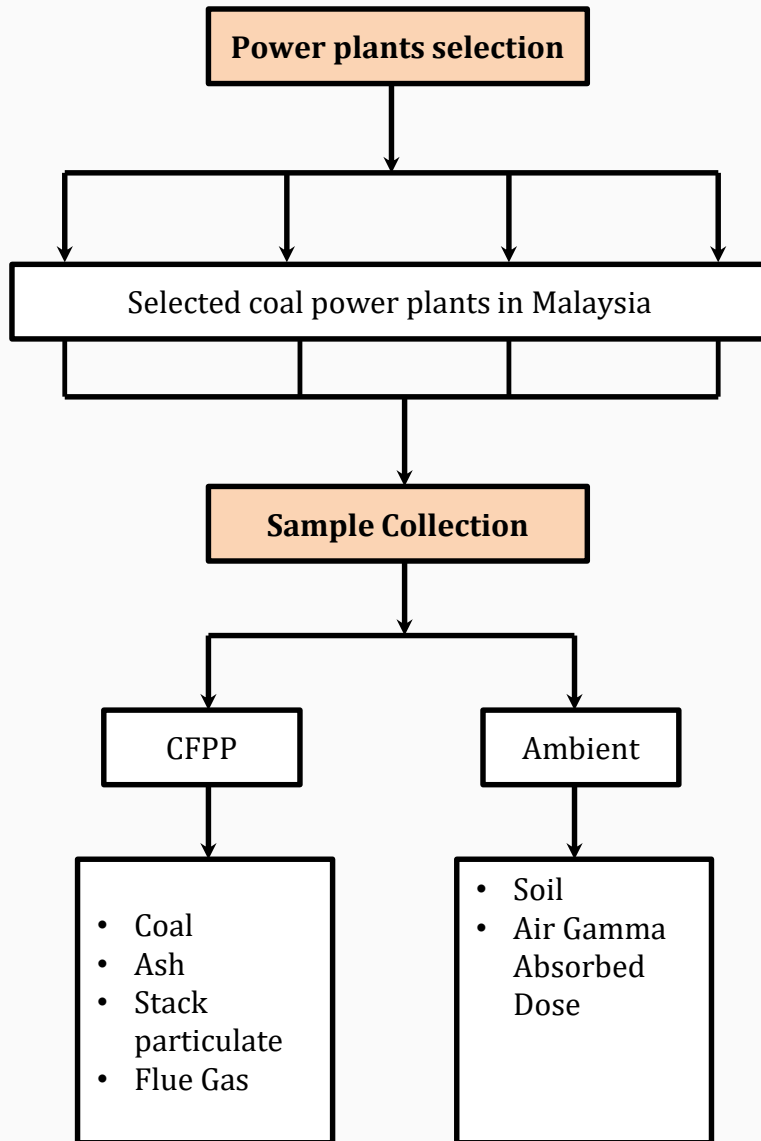 Power plants selection
Selected coal power plants in Malaysia
Sample Collection
CFPP
Ambient
• Coal
• Ash
• Stack
particulate
• Flue Gas
• Soil
• Air Gamma
Absorbed
Dose